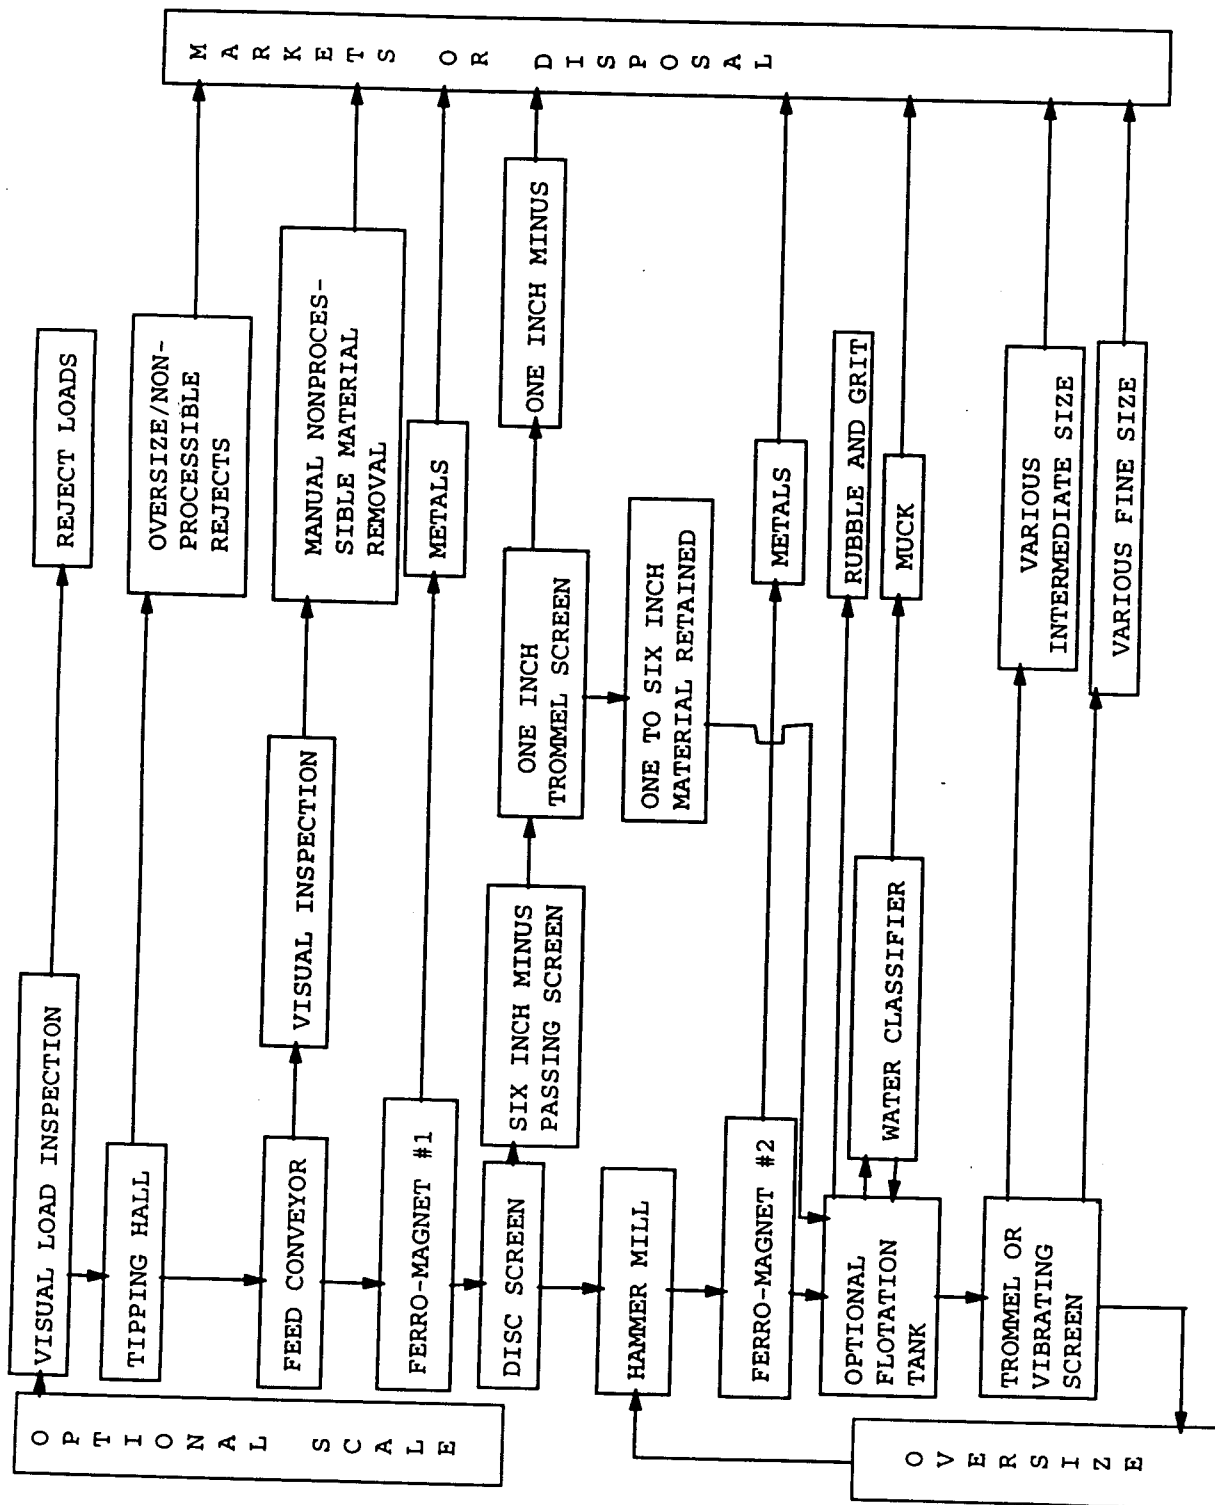 OPTIONAL SCALE
VISUAL LOAD INSPECTION
REJECT LOADS
TIPPING HALL
OVERSIZE/NON-
PROCESSIBLE
REJECTS
FEED CONVEYOR
VISUAL INSPECTION
MANUAL NONPROCES-
SIBLE MATERIAL
REMOVAL
FERRO-MAGNET #1
METALS
DISC SCREEN
SIX INCH MINUS
PASSING SCREEN
ONE INCH
TROMMEL SCREEN
ONE INCH MINUS
ONE TO SIX INCH
MATERIAL RETAINED
HAMMER MILL
FERRO-MAGNET #2
METALS
OPTIONAL
FLOTATION
TANK
RUBBLE AND GRIT
WATER CLASSIFIER
MUCK
TROMMEL OR
VIBRATING
SCREEN
VARIOUS
INTERMEDIATE SIZE
VARIOUS FINE SIZE
OVERSIZE
MARKETS OR DISPOSAL